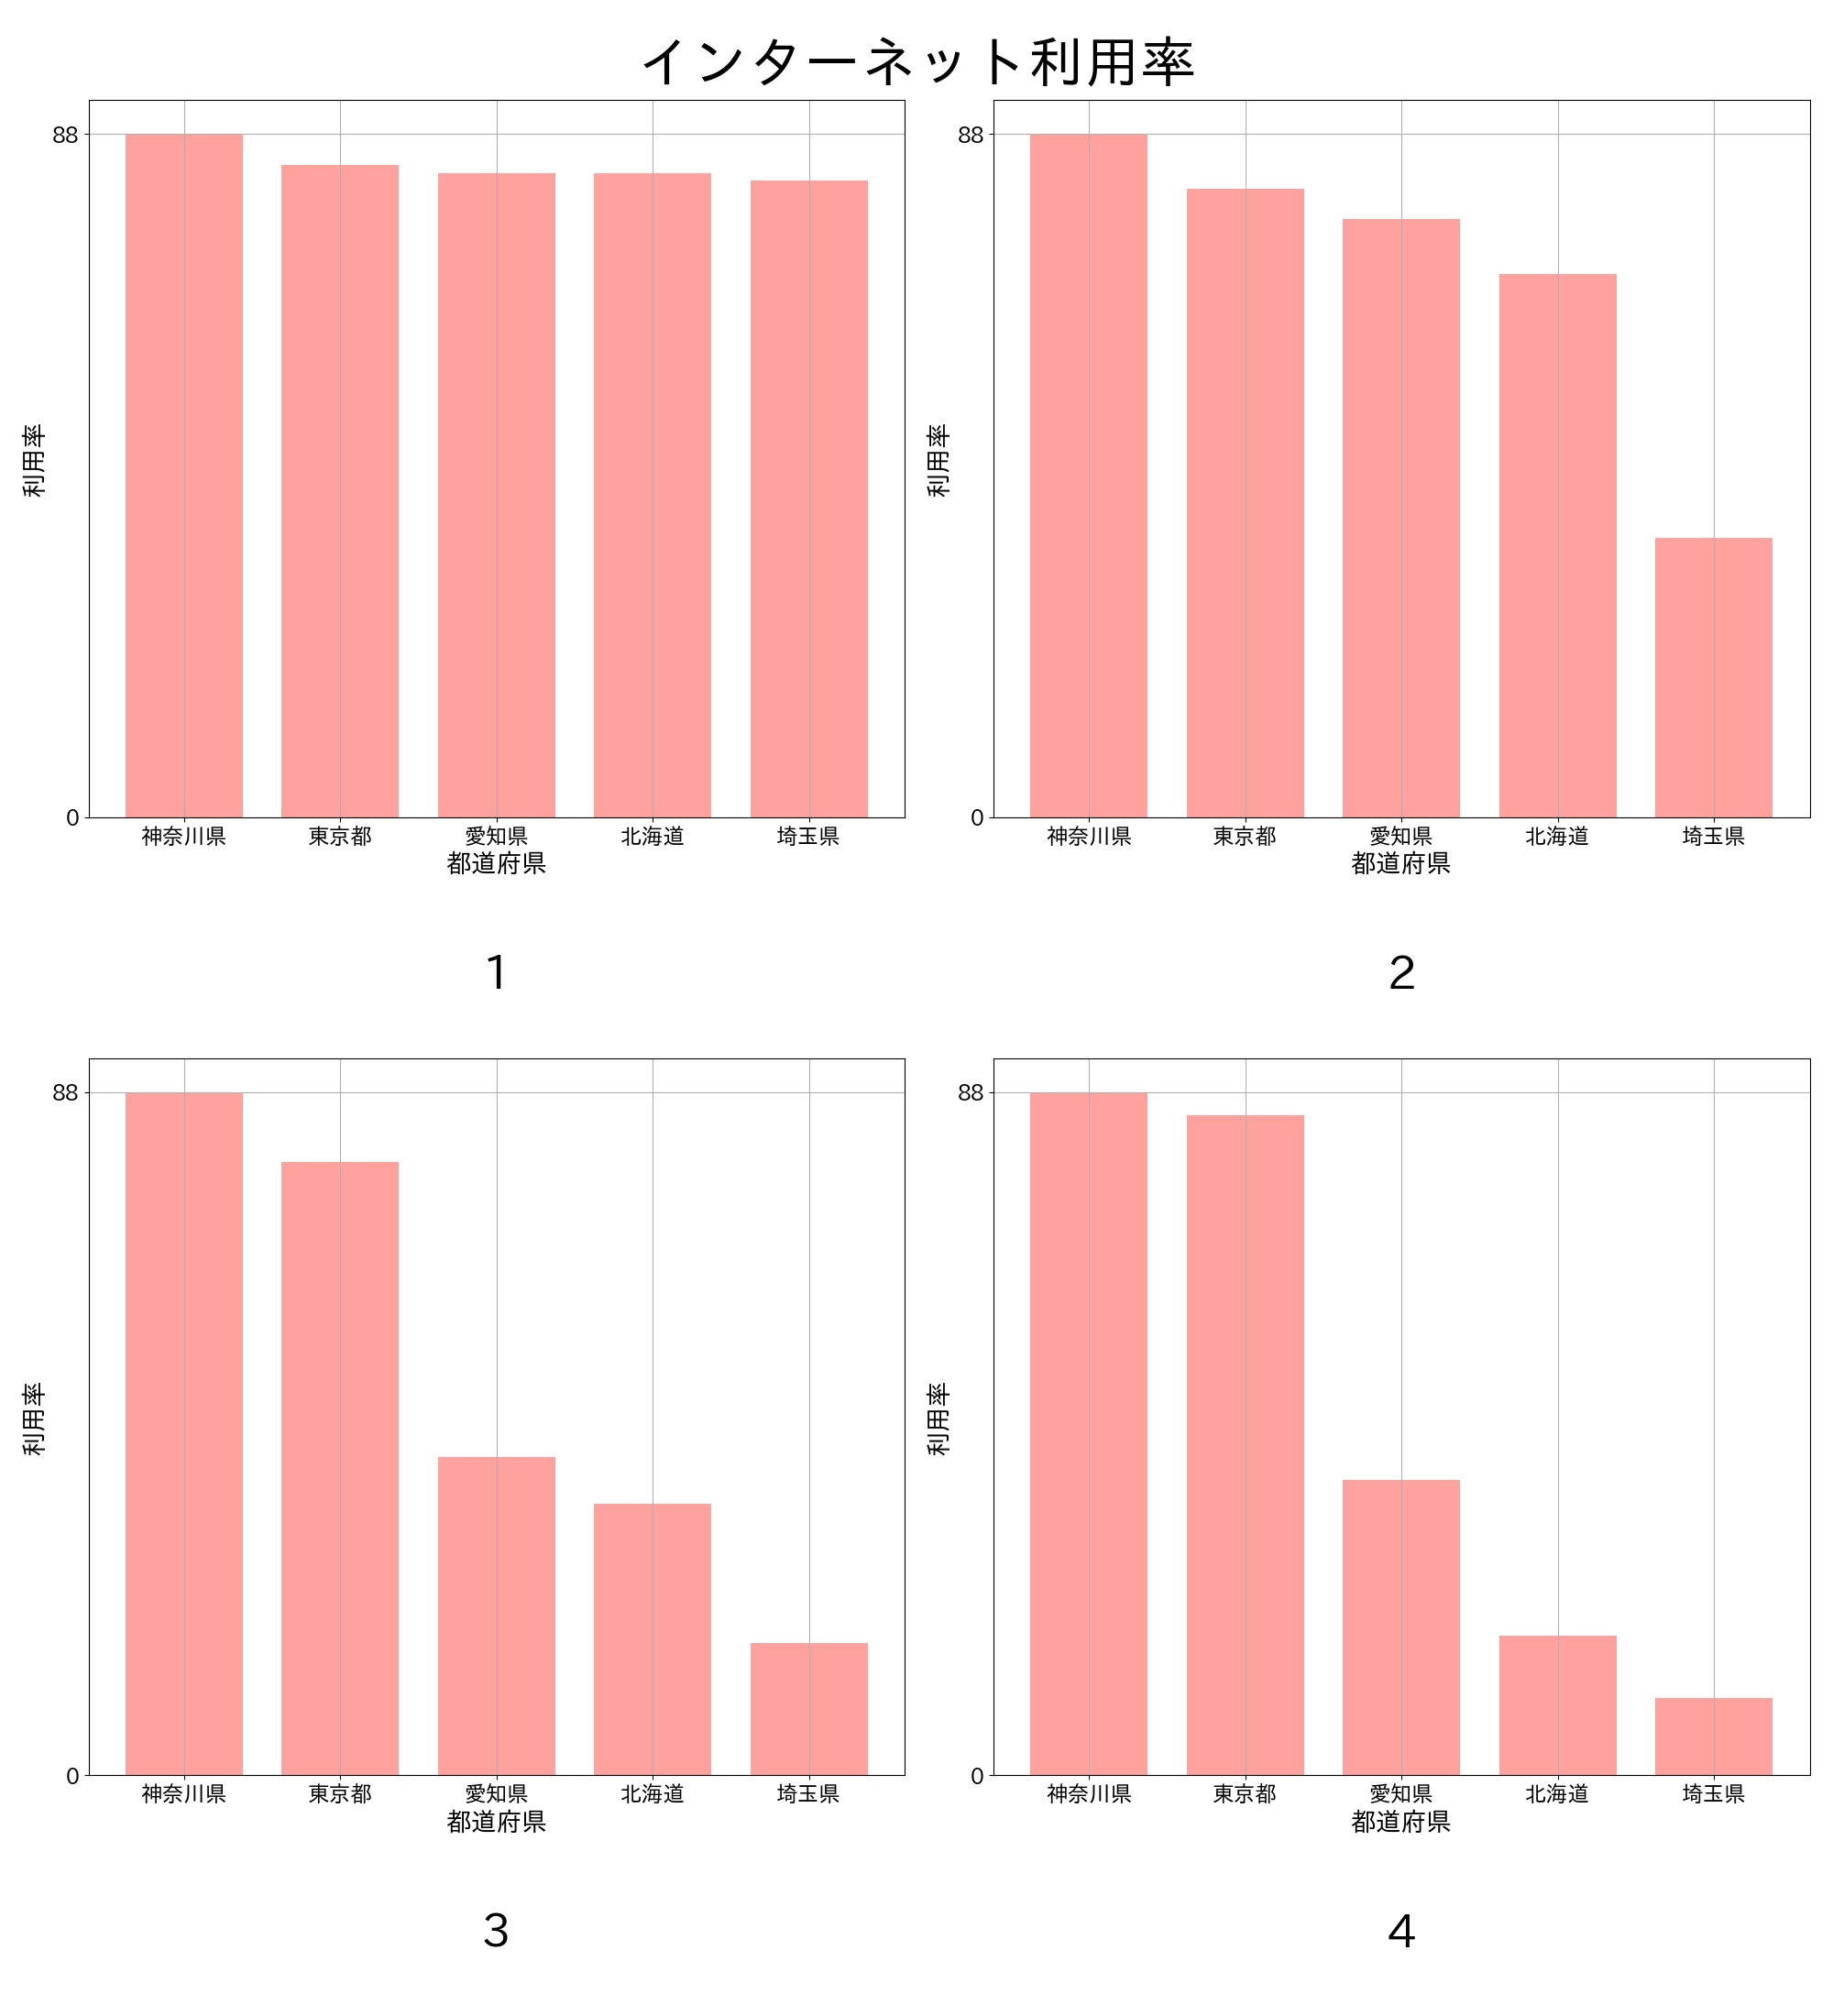 インターネット利用率
88
0
利用率
神奈川県 東京都 愛知県 北海道 埼玉県
都道府県
1
88
0
利用率
神奈川県 東京都 愛知県 北海道 埼玉県
都道府県
2
88
0
利用率
神奈川県 東京都 愛知県 北海道 埼玉県
都道府県
3
88
0
利用率
神奈川県 東京都 愛知県 北海道 埼玉県
都道府県
4